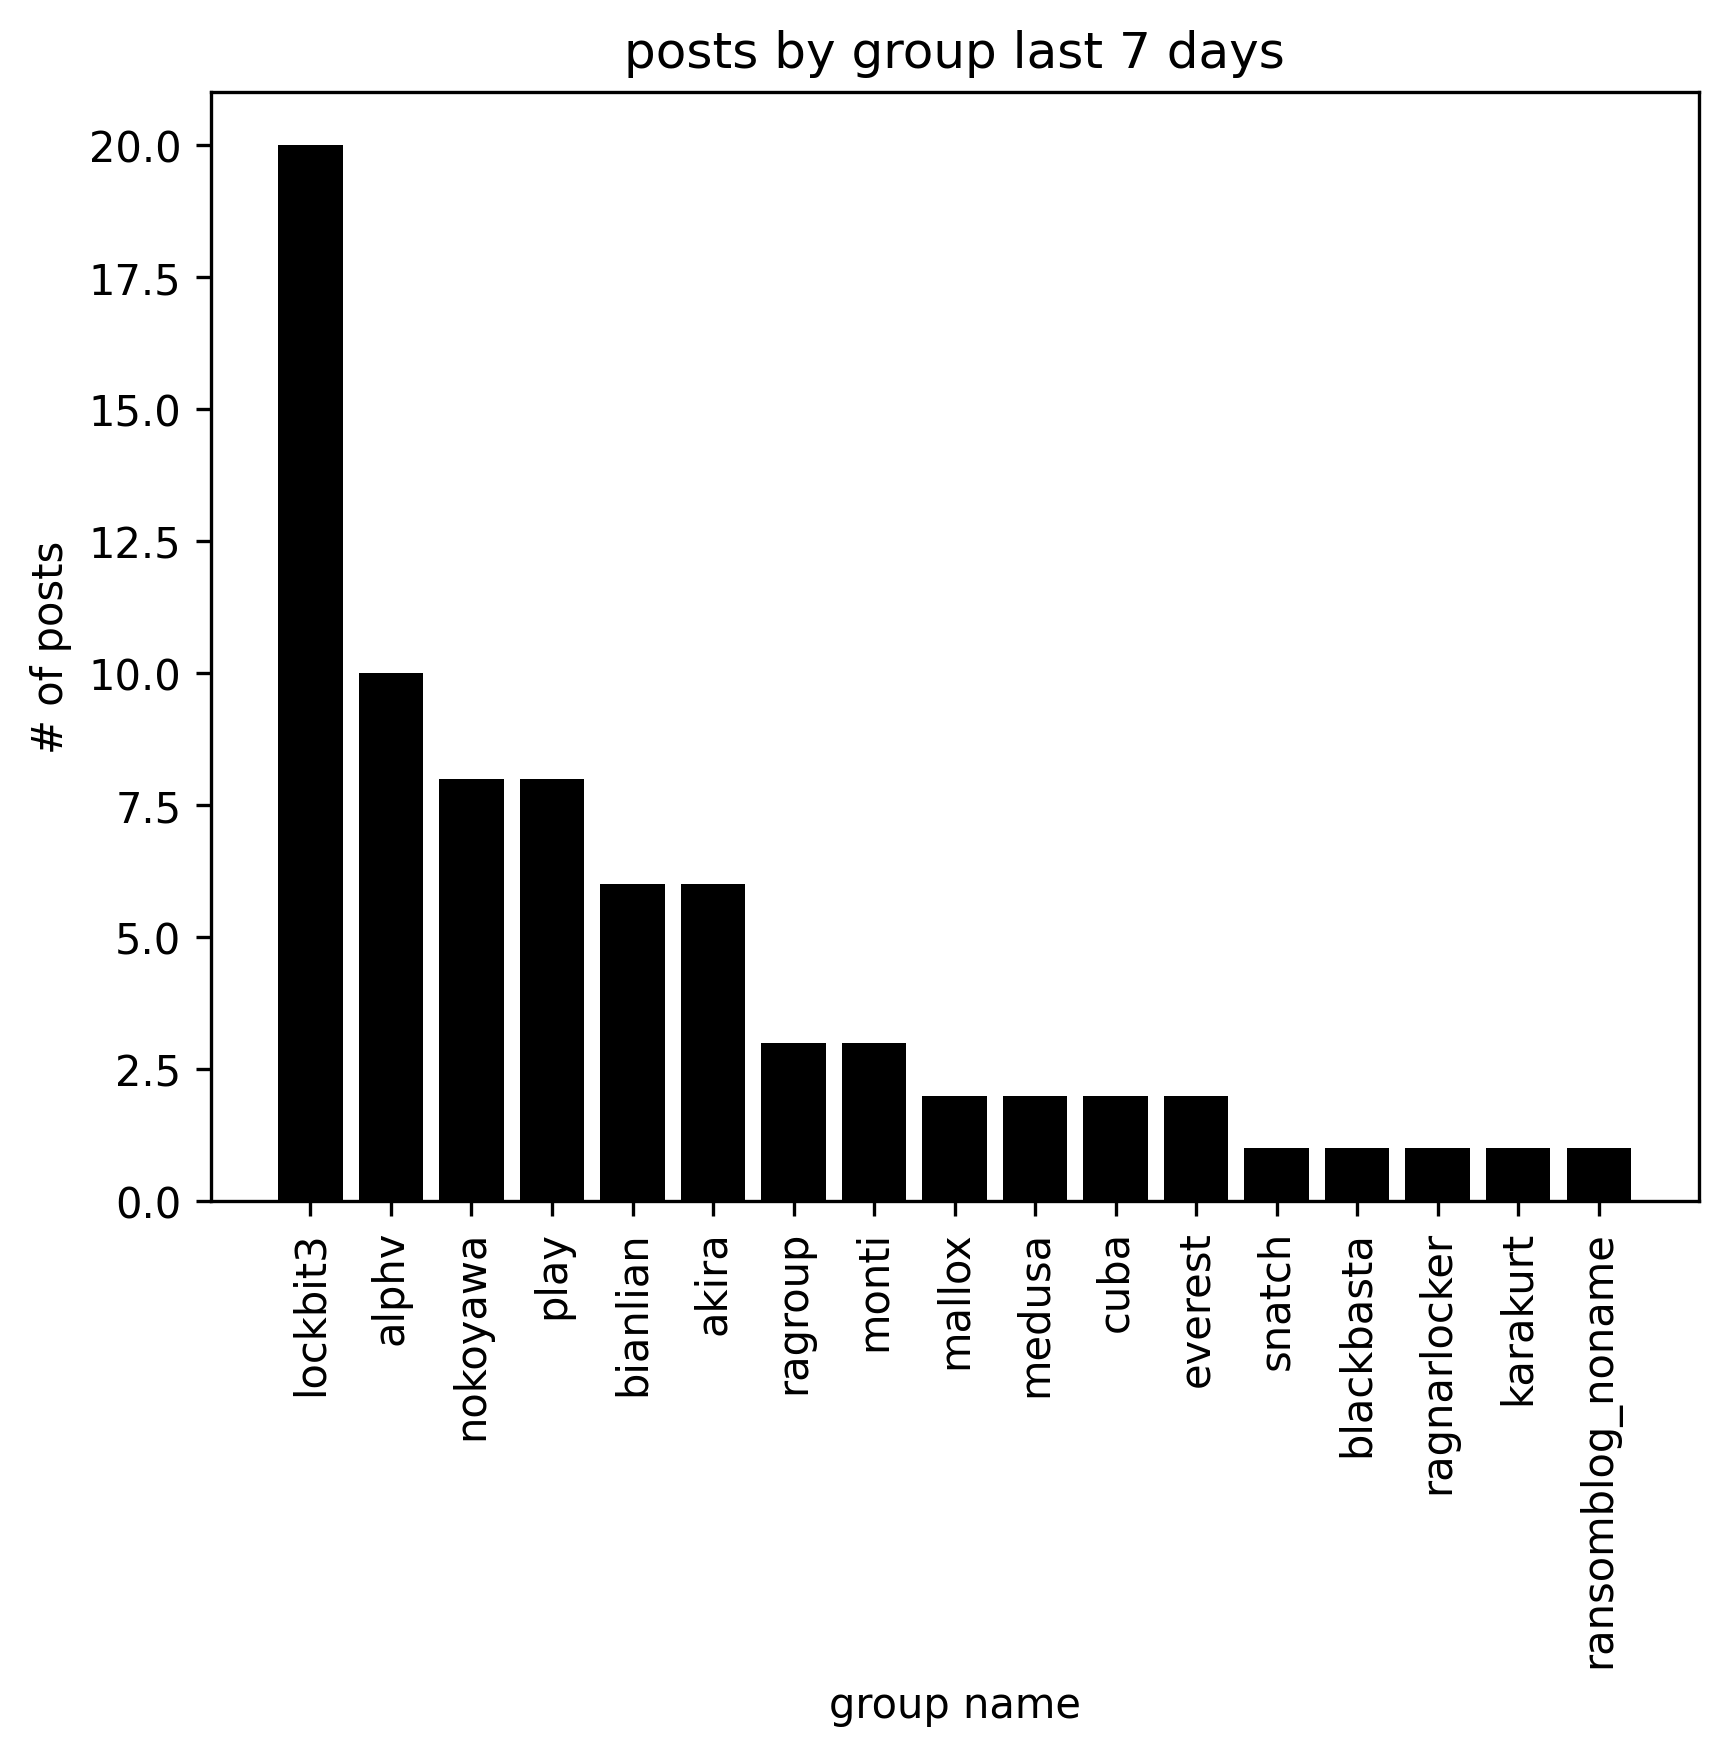 posts by group last 7 days
20.0
17.5
15.0
12.5
10.0
7.5
5.0
2.5
0.0
# of posts
lockbit3
alphv
nokoyawa
play
bianlian
akira
ragroup
monti
mallox
medusa
cuba
everest
snatch
blackbasta
ragnarlocker
karakurt
ransomblog_noname
group name